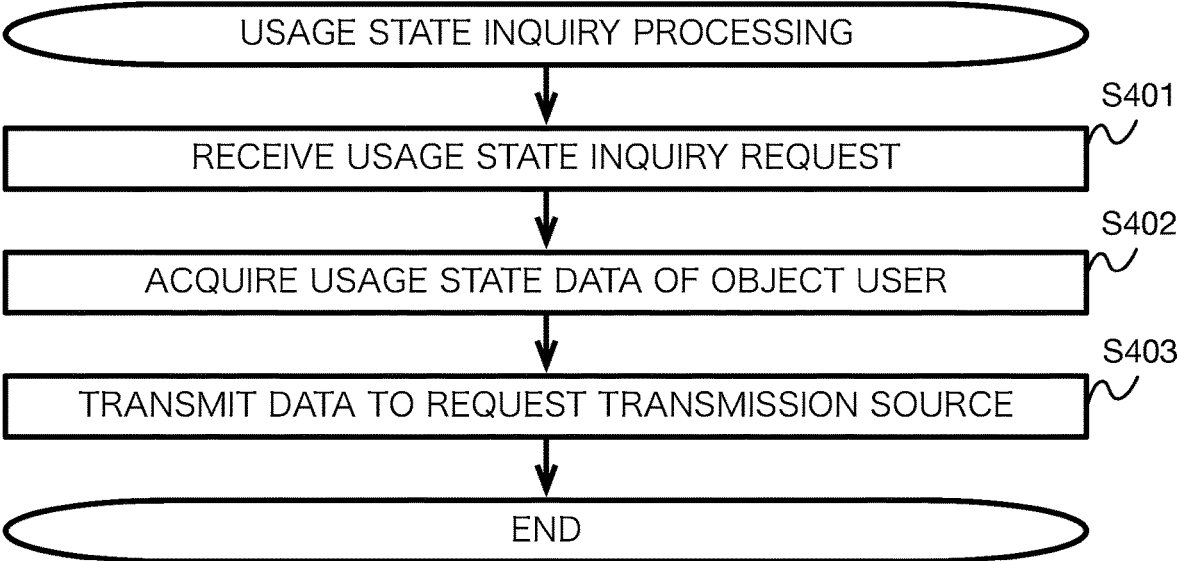 USAGE STATE INQUIRY PROCESSING
S401
RECEIVE USAGE STATE INQUIRY REQUEST
S402
ACQUIRE USAGE STATE DATA OF OBJECT USER
S403
TRANSMIT DATA TO REQUEST TRANSMISSION SOURCE
END